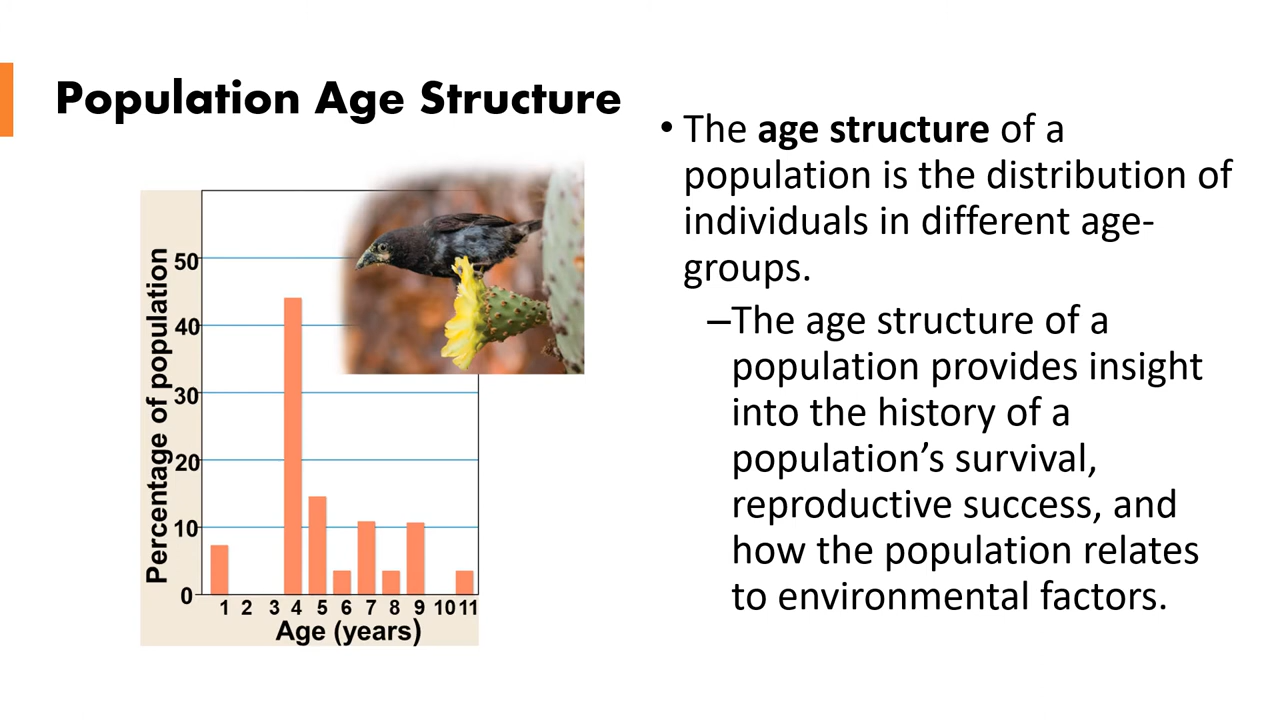 Population Age Structure
• The age structure of a
population is the distribution of
individuals in different age-
groups.
–The age structure of a
population provides insight
into the history of a
population’s survival,
reproductive success, and
how the population relates
to environmental factors.
Percentage of population
50
40
30
20
10
0
1 2 3 4 5 6 7 8 9 10 11
Age (years)